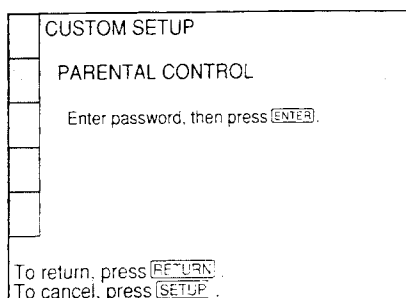 CUSTOM SETUP
PARENTAL CONTROL
Enter password, then press ENTER.
To return, press RETURN.
To cancel, press SETUP.